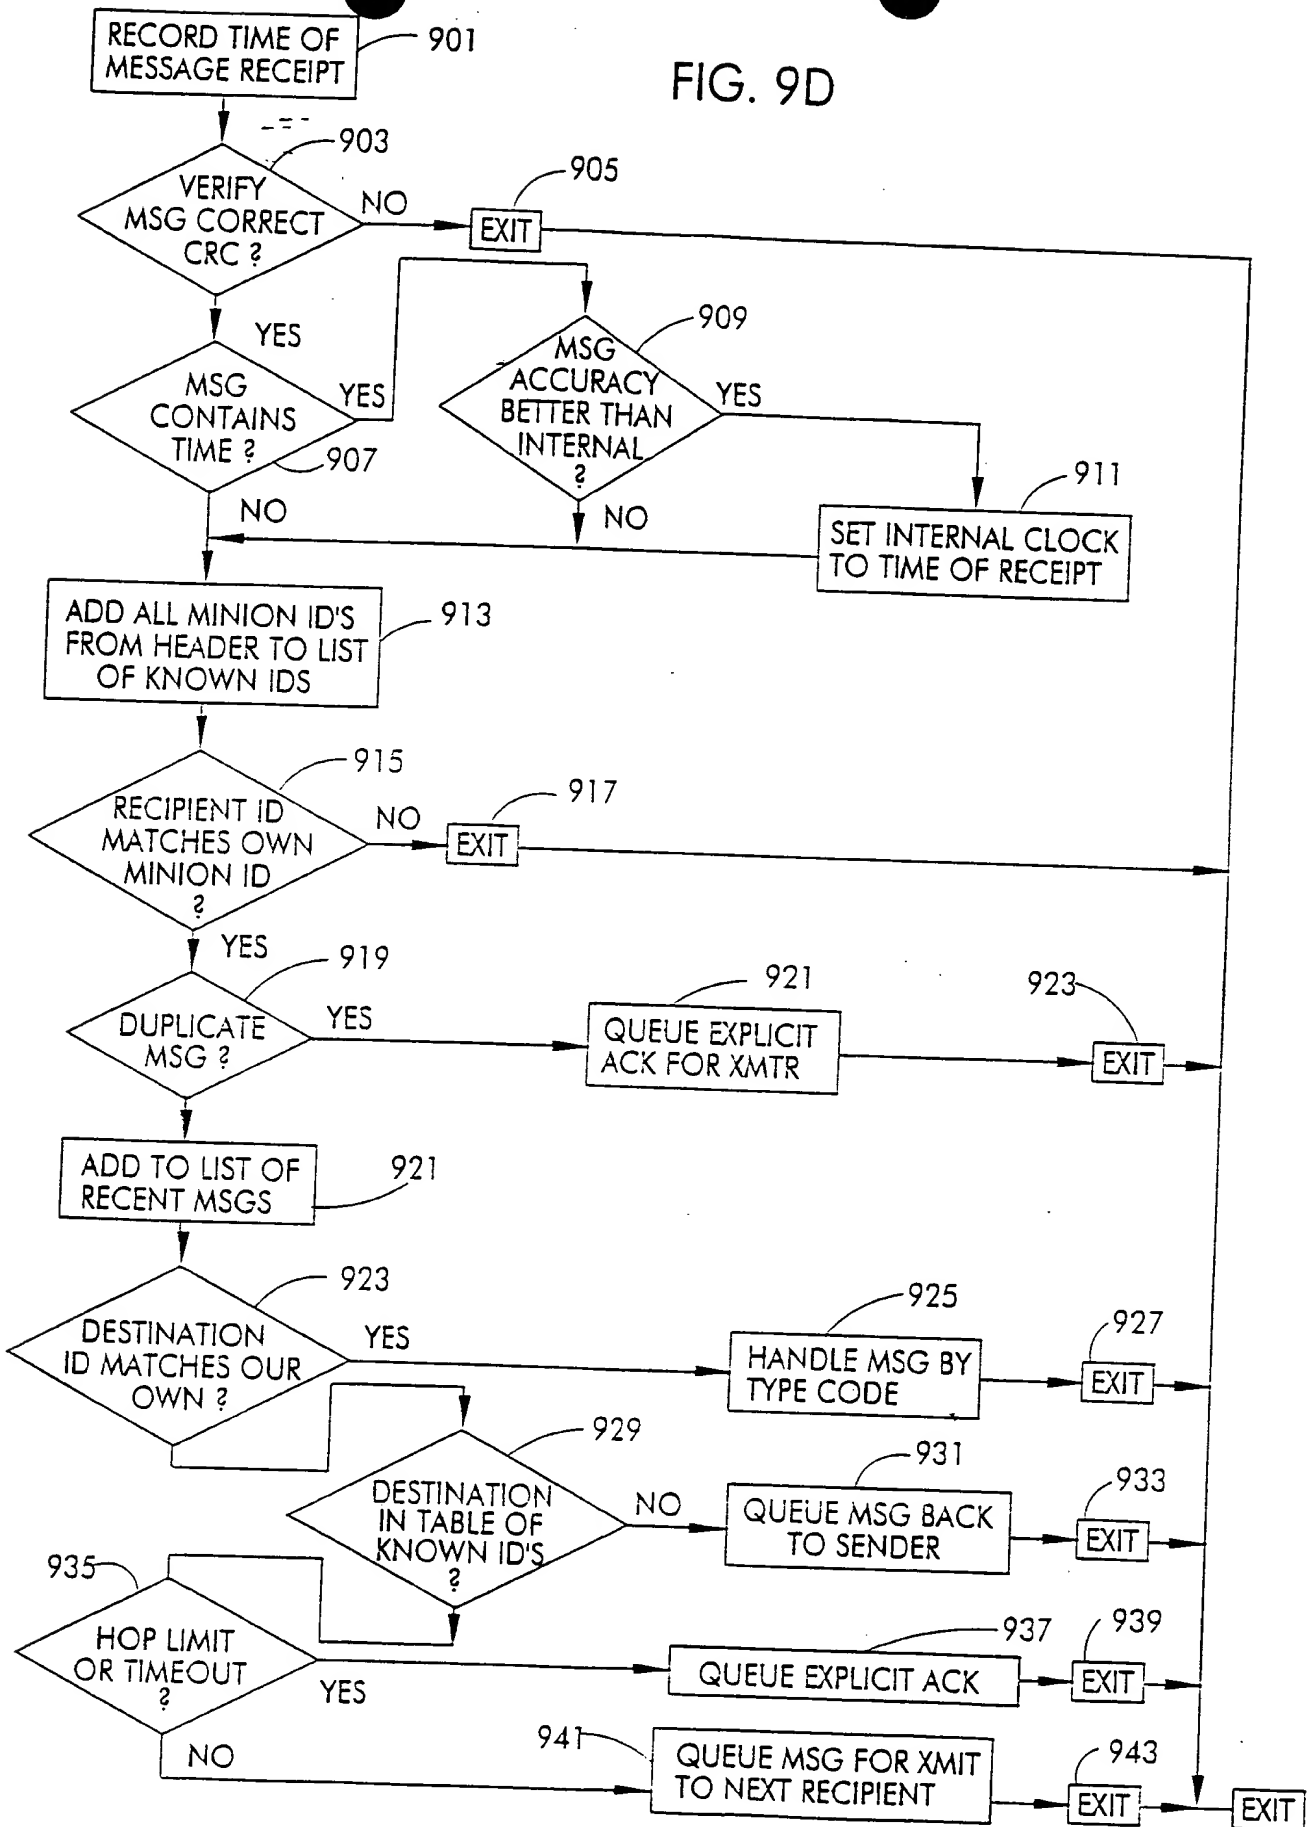 RECORD TIME OF
MESSAGE RECEIPT
901
FIG. 9D
903
VERIFY
MSG CORRECT
CRC ?
NO
905
EXIT
YES
909
MSG
ACCURACY
BETTER THAN
INTERNAL
?
YES
MSG
CONTAINS
TIME ?
YES
907
NO
NO
911
SET INTERNAL CLOCK
TO TIME OF RECEIPT
ADD ALL MINION ID'S
FROM HEADER TO LIST
OF KNOWN IDS
913
915
RECIPIENT ID
MATCHES OWN
MINION ID
?
NO
917
EXIT
YES
919
DUPLICATE
MSG ?
YES
921
QUEUE EXPLICIT
ACK FOR XMTR
923
EXIT
ADD TO LIST OF
RECENT MSGS
921
923
DESTINATION
ID MATCHES OUR
OWN ?
YES
925
HANDLE MSG BY
TYPE CODE
927
EXIT
929
DESTINATION
IN TABLE OF
KNOWN ID'S
?
NO
931
QUEUE MSG BACK
TO SENDER
933
EXIT
935
HOP LIMIT
OR TIMEOUT
?
YES
937
QUEUE EXPLICIT ACK
939
EXIT
NO
941
QUEUE MSG FOR XMIT
TO NEXT RECIPIENT
943
EXIT
EXIT